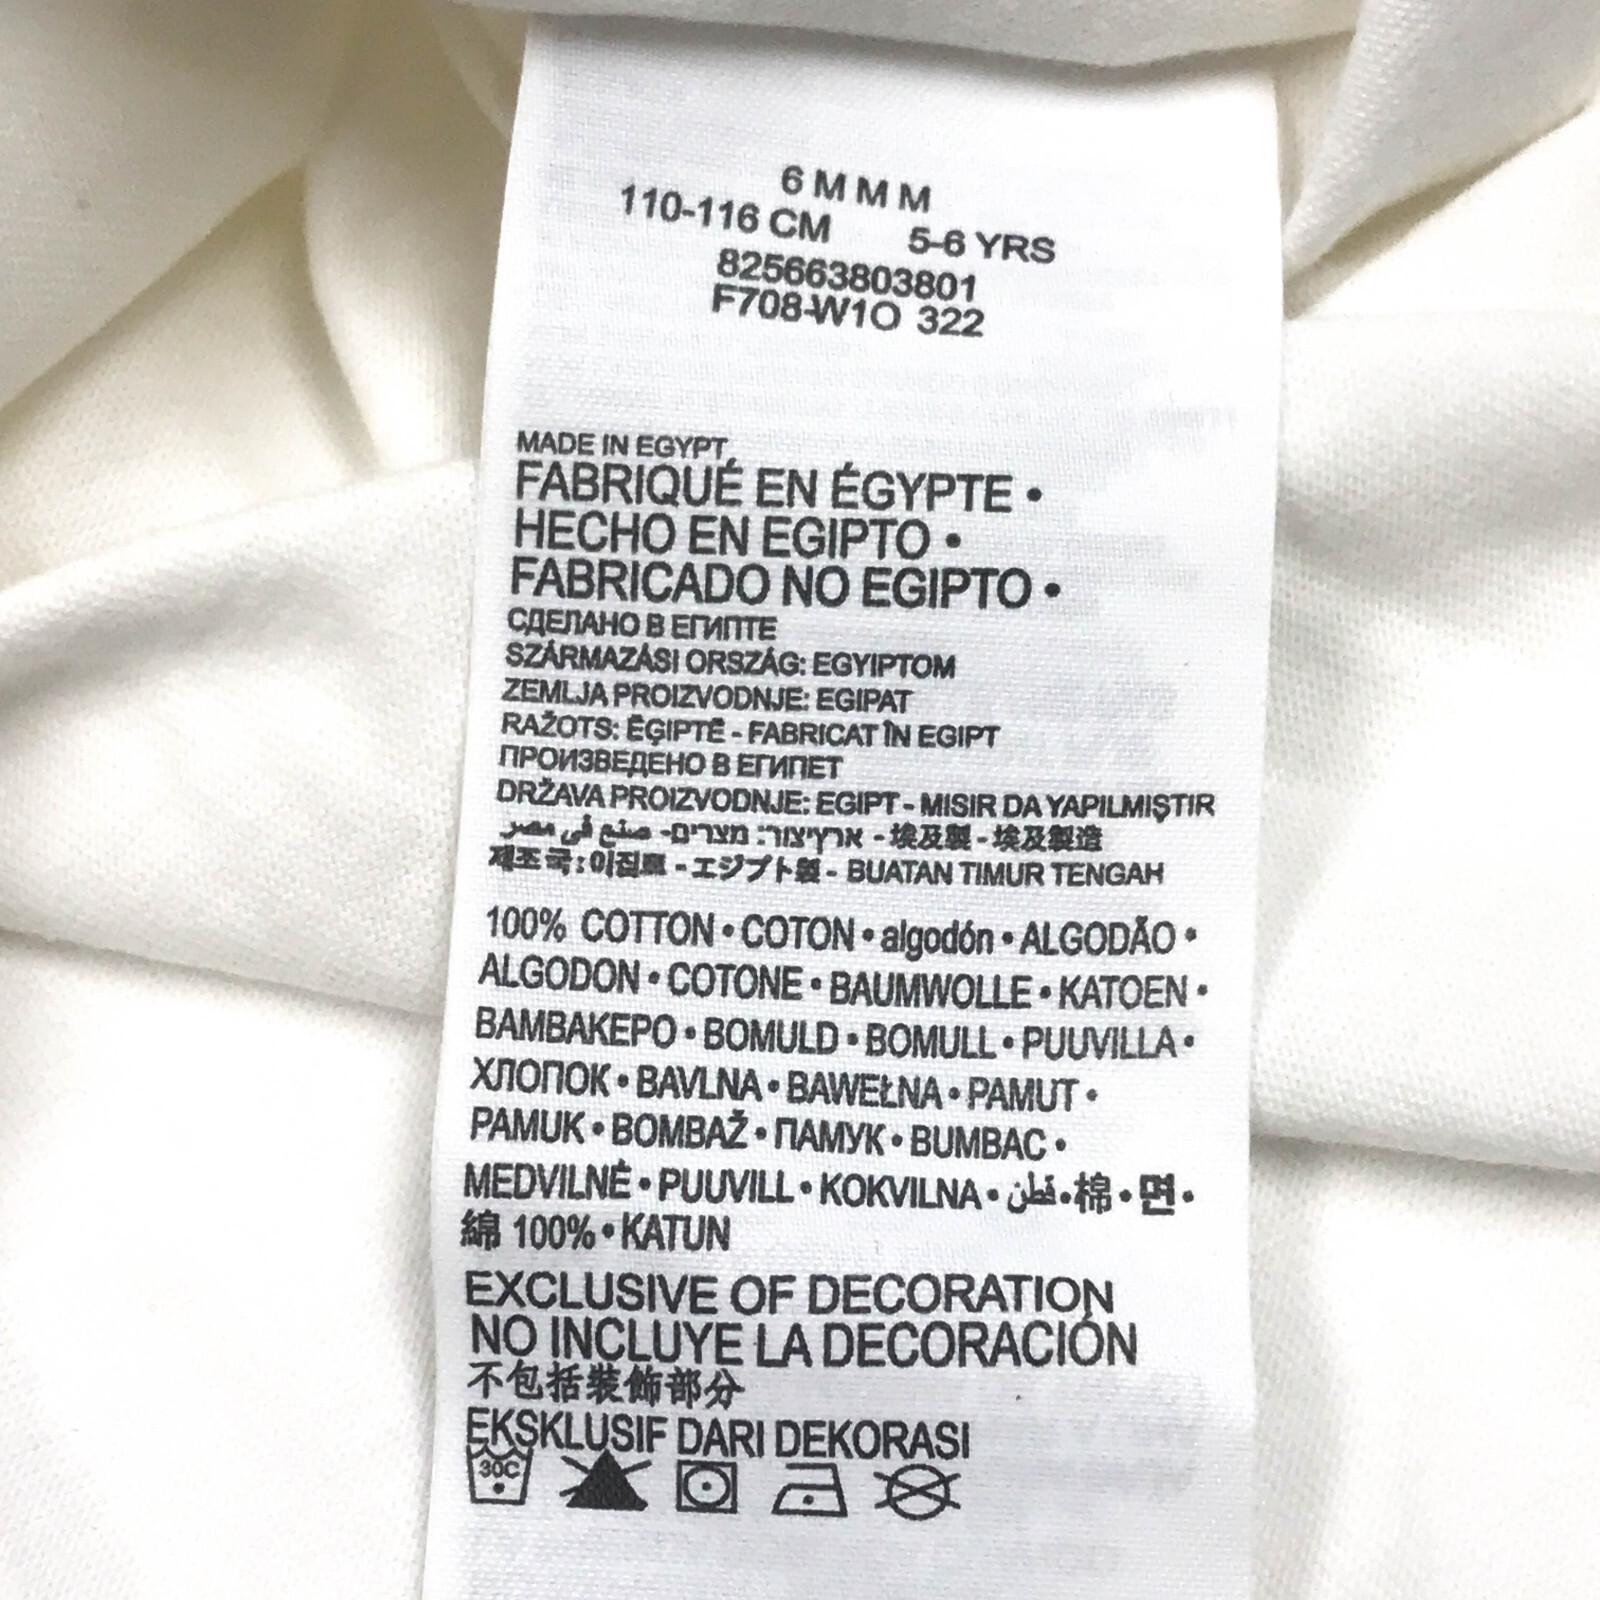 6 M M M
110-116 CM 5-6 YRS
825663803801
F708-W10 322
MADE IN EGYPT
FABRIQUÉ EN ÉGYPTE •
HECHO EN EGIPTO •
FABRICADO NO EGIPTO •
СДЕЛАНО В ЕГИПТЕ
SZÁRMAZÁSI ORSZÁG: EGYIPTOM
ZEMLJA PROIZVODNJE: EGIPAT
RAŽOTS: ĒĢIPTĒ - FABRICAT ÎN EGIPT
ПРОИЗВЕДЕНО В ЕГИПЕТ
DRŽAVA PROIZVODNJE: EGIPT - MISIR DA YAPILMIŞTIR
صنع في مصر - ארץ יצור: מצרים - 埃及製 - 埃及製造
제조국:이집트 - エジプト製 - BUATAN TIMUR TENGAH
100% COTTON • COTON • algodón • ALGODÃO •
ALGODON • COTONE • BAUMWOLLE • KATOEN •
ΒΑΜΒΑΚΕΡΟ • BOMULD • BOMULL • PUUVILLA •
ХЛОПОК • BAVLNA • BAWEŁNA • PAMUT •
PAMUK • BOMBAŽ • ПАМУК • BUMBAC •
MEDVILNĖ • PUUVILL • KOKVILNA • قطن • 棉 • 면 •
綿 100% • KATUN
EXCLUSIVE OF DECORATION
NO INCLUYE LA DECORACIÓN
不包括裝飾部分
EKSKLUSIF DARI DEKORASI
30C